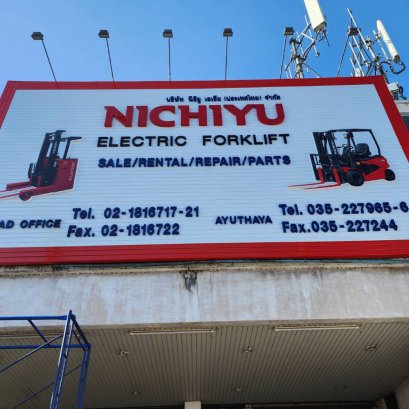 บริษัท นิชิยู เอเซีย (ประเทศไทย) จำกัด
NICHIYU
ELECTRIC FORKLIFT
SALE/RENTAL/REPAIR/PARTS
AD OFFICE Tel. 02-1816717-21
Fax. 02-1816722
AYUTHAYA Tel. 035-227965-6
Fax. 035-227244